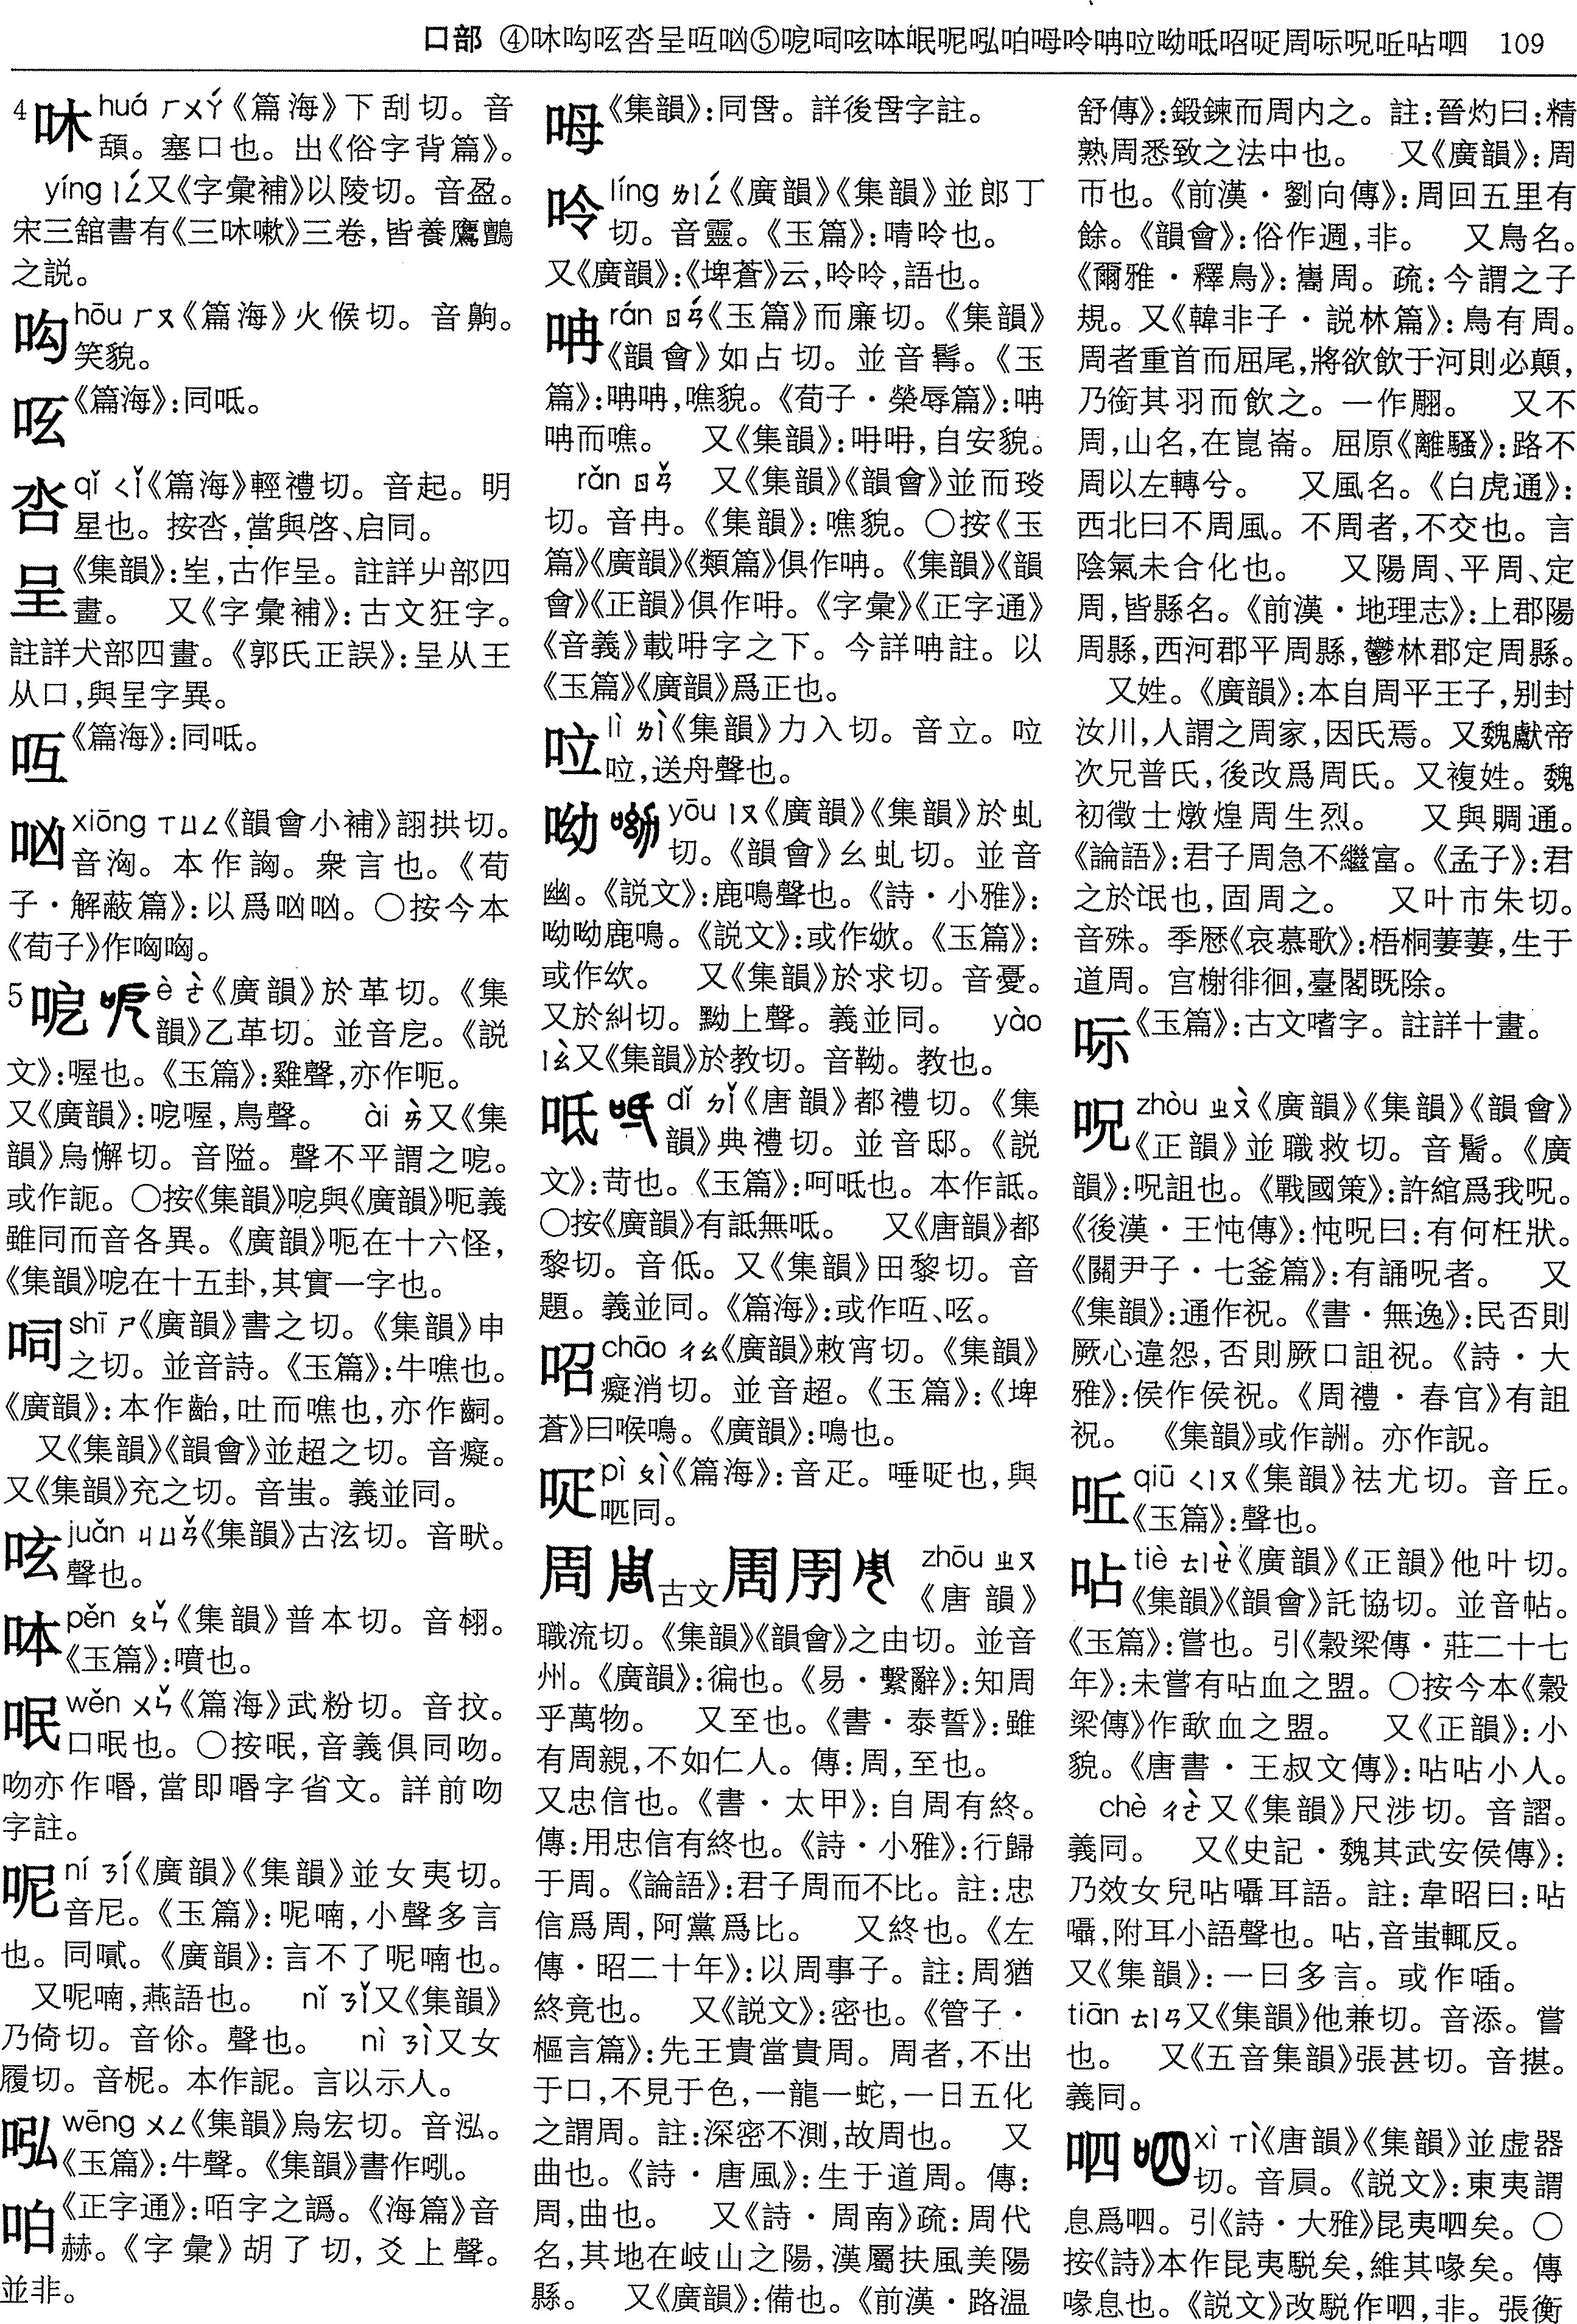 口部 ④呠呴呟呇呈𠯋㕼⑤呝呞呟呠呡呢呣咟㕭呤呥㕸呦呧㕷𠯔周呩呪㕤呫呬 109
4 huá ㄏㄨㄚˊ《篇海》下刮切。音
頢。塞口也。出《俗字背篇》。
yíng ㄧㄥˊ又《字彙補》以陵切。音盈。
宋三舘書有《三㕲嗽》三卷,皆養鷹鸇
之説。
呴 hōu ㄏㄡ《篇海》火候切。音齁。
笑貌。
《篇海》:同呧。
呇 qǐ ㄑㄧˇ《篇海》輕禮切。音起。明
星也。按呇,當與啓、启同。
《集韻》:㞷,古作呈。註詳屮部四
畫。 又《字彙補》:古文狂字。
註詳犬部四畫。《郭氏正誤》:呈从王
从口,與呈字異。
《篇海》:同呧。
xiōng ㄒㄩㄥ《韻會小補》詡拱切。
音洶。本作詾。衆言也。《荀
子·解蔽篇》:以爲㕼㕼。〇按今本
《荀子》作哅哅。
5 呝 è ㄜˋ《廣韻》於革切。《集
韻》乙革切。並音戹。《説
文》:喔也。《玉篇》:雞聲,亦作呃。
又《廣韻》:呝喔,鳥聲。 ài ㄞˋ又《集
韻》烏懈切。音隘。聲不平謂之呝。
或作詭。〇按《集韻》呝與《廣韻》呃義
雖同而音各異。《廣韻》呃在十六怪,
《集韻》呝在十五卦,其實一字也。
呞 shī ㄕ《廣韻》書之切。《集韻》申
之切。並音詩。《玉篇》:牛噍也。
《廣韻》:本作齝,吐而噍也,亦作齣。
又《集韻》《韻會》並超之切。音癡。
又《集韻》充之切。音蚩。義並同。
呟 juǎn ㄐㄩㄢˇ《集韻》古泫切。音畎。
聲也。
呠 pěn ㄆㄣˇ《集韻》普本切。音栩。
《玉篇》:噴也。
呡 wěn ㄨㄣˇ《篇海》武粉切。音抆。
口呡也。〇按呡,音義俱同吻。
吻亦作㗃,當即㗃字省文。詳前吻
字註。
呢 ní ㄋㄧˊ《廣韻》《集韻》並女夷切。
音尼。《玉篇》:呢喃,小聲多言
也。同𡄣。《廣韻》:言不了呢喃也。
又呢喃,燕語也。 nǐ ㄋㄧˇ又《集韻》
乃倚切。音伱。聲也。 nì ㄋㄧˋ又女
履切。音柅。本作詆。言以示人。
wēng ㄨㄥ《集韻》烏宏切。音泓。
《玉篇》:牛聲。《集韻》書作吼。
《正字通》:咟字之譌。《海篇》音
赫。《字彙》胡了切,爻上聲。
並非。
呣《集韻》:同謀。詳後字註。
呤 líng ㄌㄧㄥˊ《廣韻》《集韻》並郎丁
切。音靈。《玉篇》:㖫呤也。
又《廣韻》:《埤蒼》云,呤呤,語也。
呥 rán ㄖㄢˊ《玉篇》而廉切。《集韻》
《韻會》如占切。並音髯。《玉
篇》:呥呥,噍貌。《荀子·榮辱篇》:呥
呥而噍。 又《集韻》:㖠㖠,自安貌。
rǎn ㄖㄢˇ 又《集韻》《韻會》並而琰
切。音冉。《集韻》:噍貌。〇按《玉
篇》《廣韻》《類篇》俱作呥。《集韻》《韻
會》《正韻》俱作㖠。《字彙》《正字通》
《音義》載㖠字之下。今詳呥註。以
《玉篇》《廣韻》爲正也。
㕸 lì ㄌㄧˋ《集韻》力入切。音立。㕸
㕸,送舟聲也。
呦 yōu ㄧㄡ《廣韻》《集韻》於虬
切。《韻會》幺虬切。並音
幽。《説文》:鹿鳴聲也。《詩·小雅》:
呦呦鹿鳴。《説文》:或作㕱。《玉篇》:
或作欨。 又《集韻》於求切。音憂。
又於糾切。黝上聲。義並同。 yào
ㄧㄠˋ又《集韻》於教切。音靿。教也。
呧 dǐ ㄉㄧˇ《唐韻》都禮切。《集
韻》典禮切。並音邸。《説
文》:苛也。《玉篇》:呵呧也。本作詆。
〇按《廣韻》有詆無呧。 又《唐韻》都
黎切。音低。又《集韻》田黎切。音
題。義並同。《篇海》:或作㕶、呟。
㕷 chāo ㄔㄠ《廣韻》敕宵切。《集韻》
癡消切。並音超。《玉篇》:《埤
蒼》曰喉鳴。《廣韻》:鳴也。
pì ㄆㄧˋ《篇海》:音疋。唾𠯔也,與
㗄同。
周 古文 zhōu ㄓㄡ
《唐韻》
職流切。《集韻》《韻會》之由切。並音
州。《廣韻》:徧也。《易·繫辭》:知周
乎萬物。 又至也。《書·泰誓》:雖
有周親,不如仁人。傳:周,至也。
又忠信也。《書·太甲》:自周有終。
傳:用忠信有終也。《詩·小雅》:行歸
于周。《論語》:君子周而不比。註:忠
信爲周,阿黨爲比。 又終也。《左
傳·昭二十年》:以周事子。註:周猶
終竟也。 又《説文》:密也。《管子·
樞言篇》:先王貴當貴周。周者,不出
于口,不見于色,一龍一蛇,一日五化
之謂周。註:深密不測,故周也。 又
曲也。《詩·唐風》:生于道周。傳:
周,曲也。 又《詩·周南》疏:周代
名,其地在岐山之陽,漢屬扶風美陽
縣。 又《廣韻》:備也。《前漢·路温
舒傳》:鍛鍊而周内之。註:晉灼曰:精
熟周悉致之法中也。 又《廣韻》:周
帀也。《前漢·劉向傳》:周回五里有
餘。《韻會》:俗作週,非。 又鳥名。
《爾雅·釋鳥》:巂周。疏:今謂之子
規。又《韓非子·説林篇》:鳥有周。
周者重首而屈尾,將欲飲于河則必顛,
乃銜其羽而飲之。一作翢。 又不
周,山名,在崑崙。屈原《離騷》:路不
周以左轉兮。 又風名。《白虎通》:
西北曰不周風。不周者,不交也。言
陰氣未合化也。 又陽周、平周、定
周,皆縣名。《前漢·地理志》:上郡陽
周縣,西河郡平周縣,鬱林郡定周縣。
又姓。《廣韻》:本自周平王子,别封
汝川,人謂之周家,因氏焉。又魏獻帝
次兄普氏,後改爲周氏。又複姓。魏
初徵士燉煌周生烈。 又與賙通。
《論語》:君子周急不繼富。《孟子》:君
之於氓也,固周之。 又叶市朱切。
音殊。季歷《哀慕歌》:梧桐萋萋,生于
道周。宫榭徘徊,臺閣既除。
呩《玉篇》:古文嗜字。註詳十畫。
呪 zhòu ㄓㄡˋ《廣韻》《集韻》《韻會》
《正韻》並職救切。音𩭈。《廣
韻》:呪詛也。《戰國策》:許綰爲我呪。
《後漢·王忳傳》:忳呪曰:有何枉狀。
《關尹子·七釜篇》:有誦呪者。 又
《集韻》:通作祝。《書·無逸》:民否則
厥心違怨,否則厥口詛祝。《詩·大
雅》:侯作侯祝。《周禮·春官》有詛
祝。 《集韻》或作詶。亦作詋。
qiū ㄑㄧㄡ《集韻》祛尤切。音丘。
《玉篇》:聲也。
呫 tiè ㄊㄧㄝˋ《廣韻》《正韻》他叶切。
《集韻》《韻會》託協切。並音帖。
《玉篇》:嘗也。引《穀梁傳·莊二十七
年》:未嘗有呫血之盟。〇按今本《穀
梁傳》作歃血之盟。 又《正韻》:小
貌。《唐書·王叔文傳》:呫呫小人。
chè ㄔㄜˋ又《集韻》尺涉切。音謵。
義同。 又《史記·魏其武安侯傳》:
乃效女兒呫囁耳語。註:韋昭曰:呫
囁,附耳小語聲也。呫,音蚩輒反。
又《集韻》:一曰多言。或作㖭。
tiān ㄊㄧㄢ又《集韻》他兼切。音添。嘗
也。 又《五音集韻》張甚切。音揕。
義同。
呬 xì ㄒㄧˋ《唐韻》《集韻》並虚器
切。音屓。《説文》:東夷謂
息爲呬。引《詩·大雅》昆夷呬矣。〇
按《詩》本作昆夷駾矣,維其喙矣。傳
喙息也。《説文》改駾作呬,非。張衡